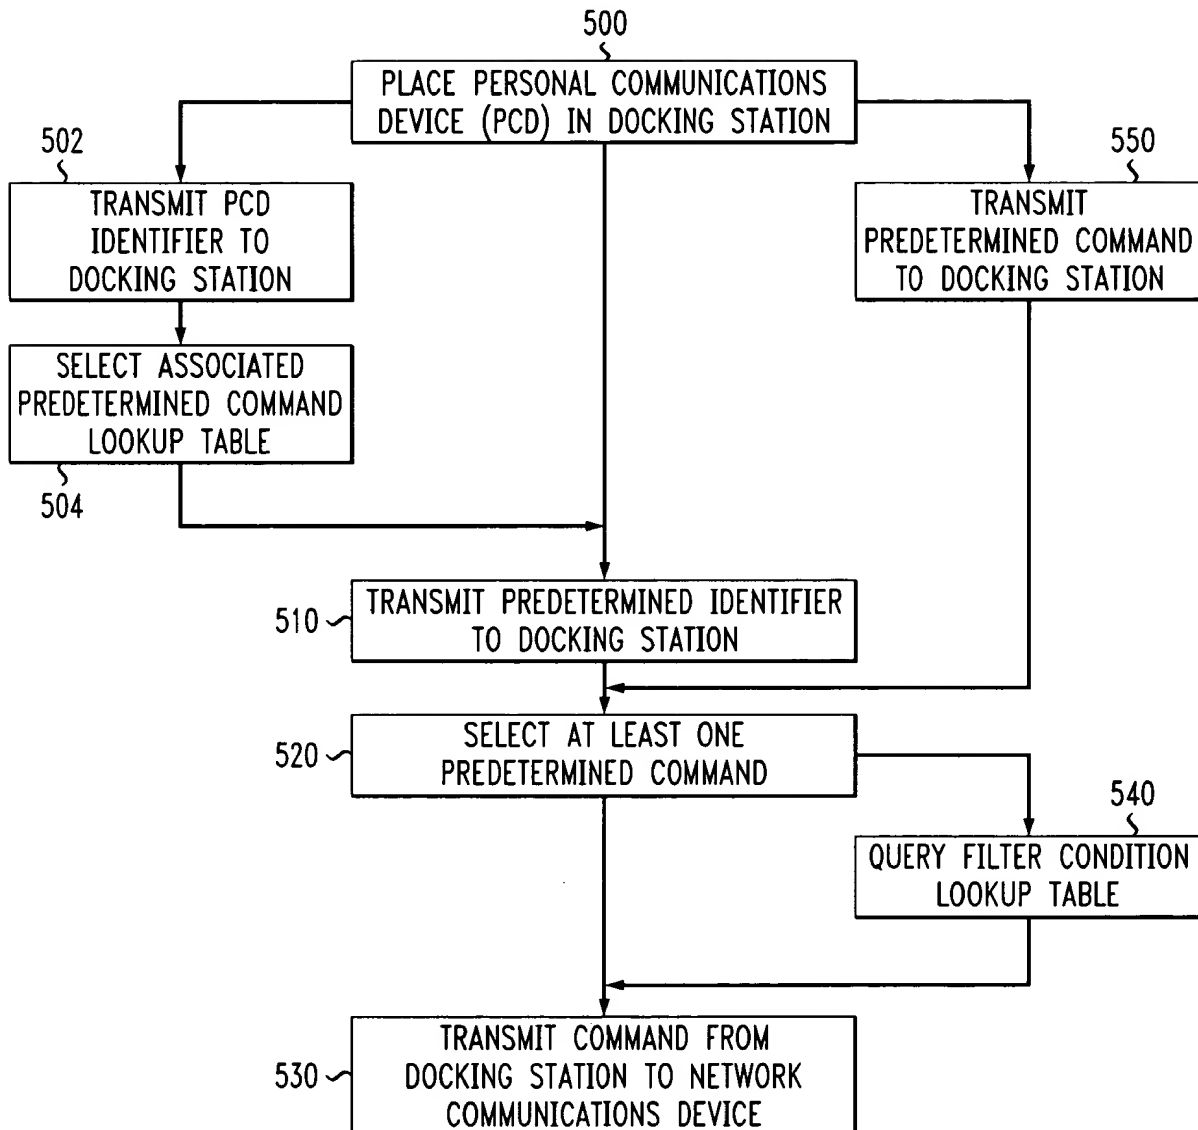 500
PLACE PERSONAL COMMUNICATIONS
DEVICE (PCD) IN DOCKING STATION
502
TRANSMIT PCD
IDENTIFIER TO
DOCKING STATION
550
TRANSMIT
PREDETERMINED COMMAND
TO DOCKING STATION
SELECT ASSOCIATED
PREDETERMINED COMMAND
LOOKUP TABLE
504
510
TRANSMIT PREDETERMINED IDENTIFIER
TO DOCKING STATION
520
SELECT AT LEAST ONE
PREDETERMINED COMMAND
540
QUERY FILTER CONDITION
LOOKUP TABLE
530
TRANSMIT COMMAND FROM
DOCKING STATION TO NETWORK
COMMUNICATIONS DEVICE